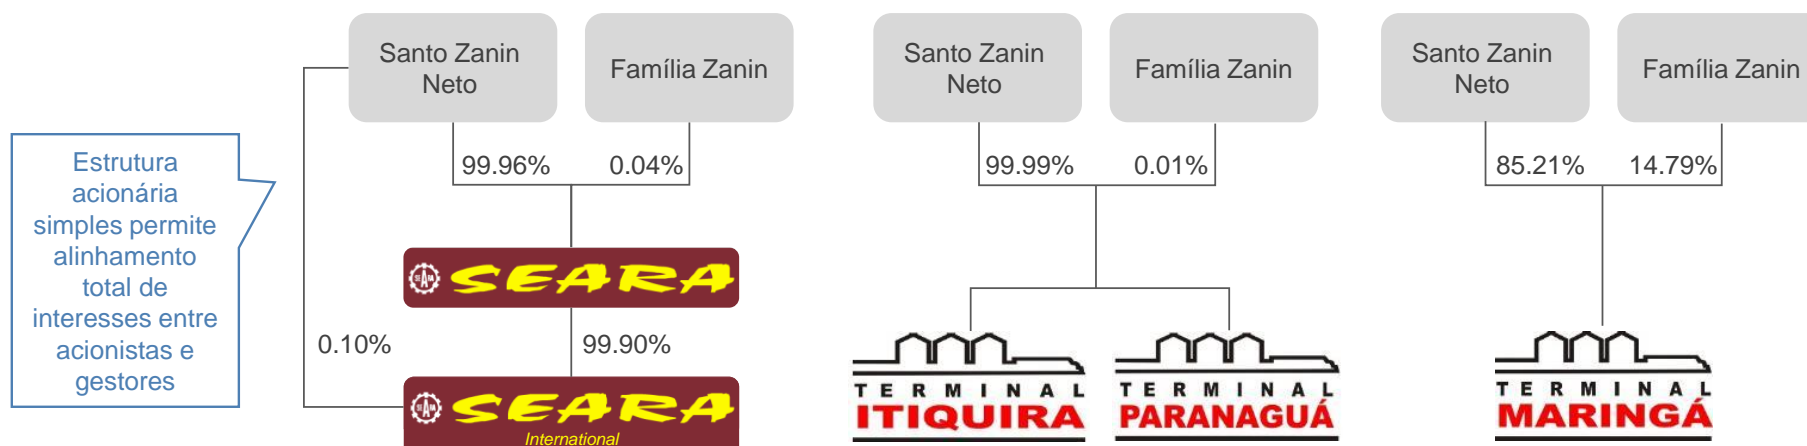 Santo Zanin
Neto
Família Zanin
Santo Zanin
Neto
Família Zanin
Santo Zanin
Neto
Família Zanin
Estrutura
acionária
simples permite
alinhamento
total de
interesses entre
acionistas e
gestores
99.96%
0.04%
99.99%
0.01%
85.21%
14.79%
SEARA
SEARA
0.10%
99.90%
SEARA
SEARA
International
TERMINAL
ITIQUIRA
TERMINAL
PARANAGUÁ
TERMINAL
MARINGÁ